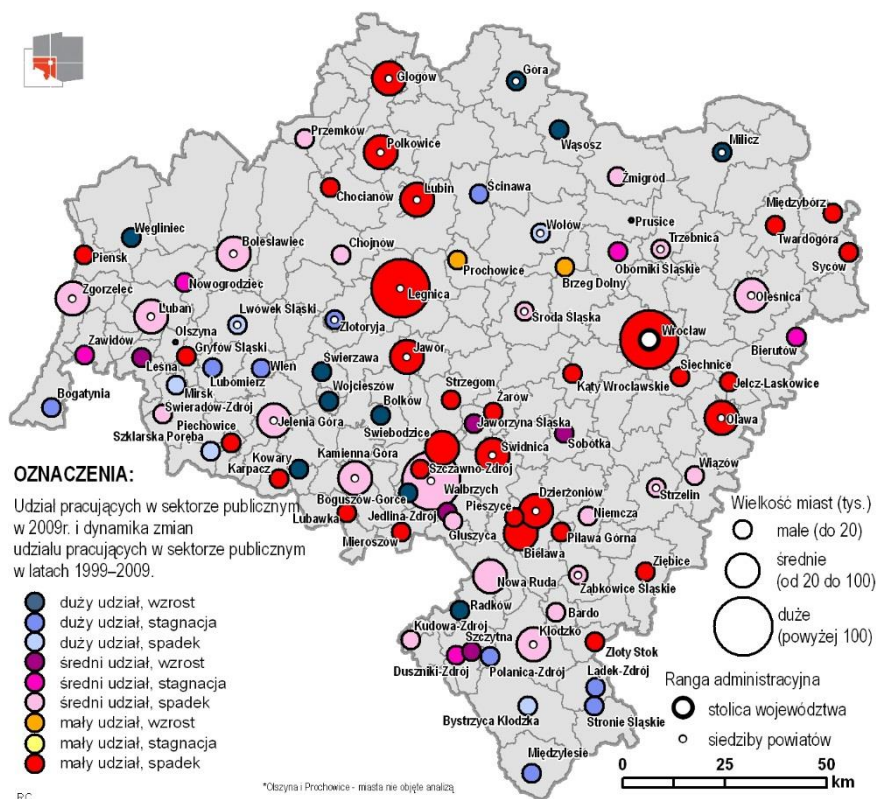 Głogów
Góra
Przemków
Polkowice
Wąsosz
Milicz
Żmigród
Lubin
Ścinawa
Chocianów
Międzybórz
Prusice
Twardogóra
Węgliniec
Bolesławiec
Chojnów
Wołów
Trzebnica
Pieńsk
Prochowice
Oborniki Śląskie
Syców
Brzeg Dolny
Nowogrodziec
Zgorzelec
Legnica
Oleśnica
Lubań
Lwówek Śląski
Środa Śląska
Złotoryja
Wrocław
Olszyna
Zawidów
Gryfów Śląski
Jawor
Bierutów
Leśna
Świerzawa
Wleń
Siechnice
Lubomierz
Kąty Wrocławskie
Jelcz-Laskowice
Mirsk
Strzegom
Bogatynia
Wojcieszów
Żarów
Świeradów-Zdrój
Bolków
Jaworzyna Śląska
Oława
Piechowice
Jelenia Góra
Świebodzice
Sobótka
Szklarska Poręba
Kamienna Góra
Świdnica
Kowary
Szczawno-Zdrój
Wiązów
Karpacz
Wałbrzych
Strzelin
Boguszów-Gorce
Dzierżoniów
Pieszyce
Niemcza
Lubawka
Jedlina-Zdrój
Głuszyca
Piława Górna
Mieroszów
Bielawa
Ziębice
Nowa Ruda
Ząbkowice Śląskie
Radków
Bardo
Kudowa-Zdrój
Kłodzko
Szczytna
Złoty Stok
Duszniki-Zdrój
Polanica-Zdrój
Lądek-Zdrój
Bystrzyca Kłodzka
Stronie Śląskie
Międzylesie
OZNACZENIA:
Udział pracujących w sektorze publicznym
w 2009r. i dynamika zmian
udziału pracujących w sektorze publicznym
w latach 1999–2009.
duży udział, wzrost
duży udział, stagnacja
duży udział, spadek
średni udział, wzrost
średni udział, stagnacja
średni udział, spadek
mały udział, wzrost
mały udział, stagnacja
mały udział, spadek
Wielkość miast (tys.)
małe (do 20)
średnie
(od 20 do 100)
duże
(powyżej 100)
Ranga administracyjna
stolica województwa
siedziby powiatów
0 25 50
km
*Olszyna i Prochowice - miasta nie objęte analizą
RC